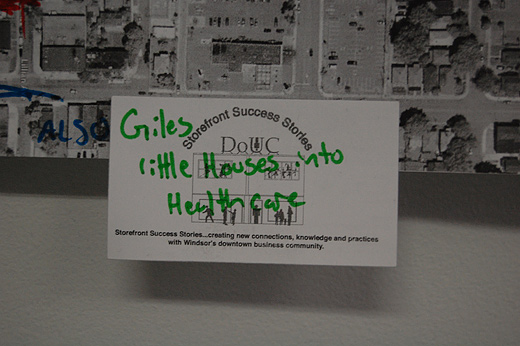 ALSO
Giles
Storefront Success Stories
DoUC
little Houses into
Healthcare
Storefront Success Stories...creating new connections, knowledge and practices
with Windsor's downtown business community.